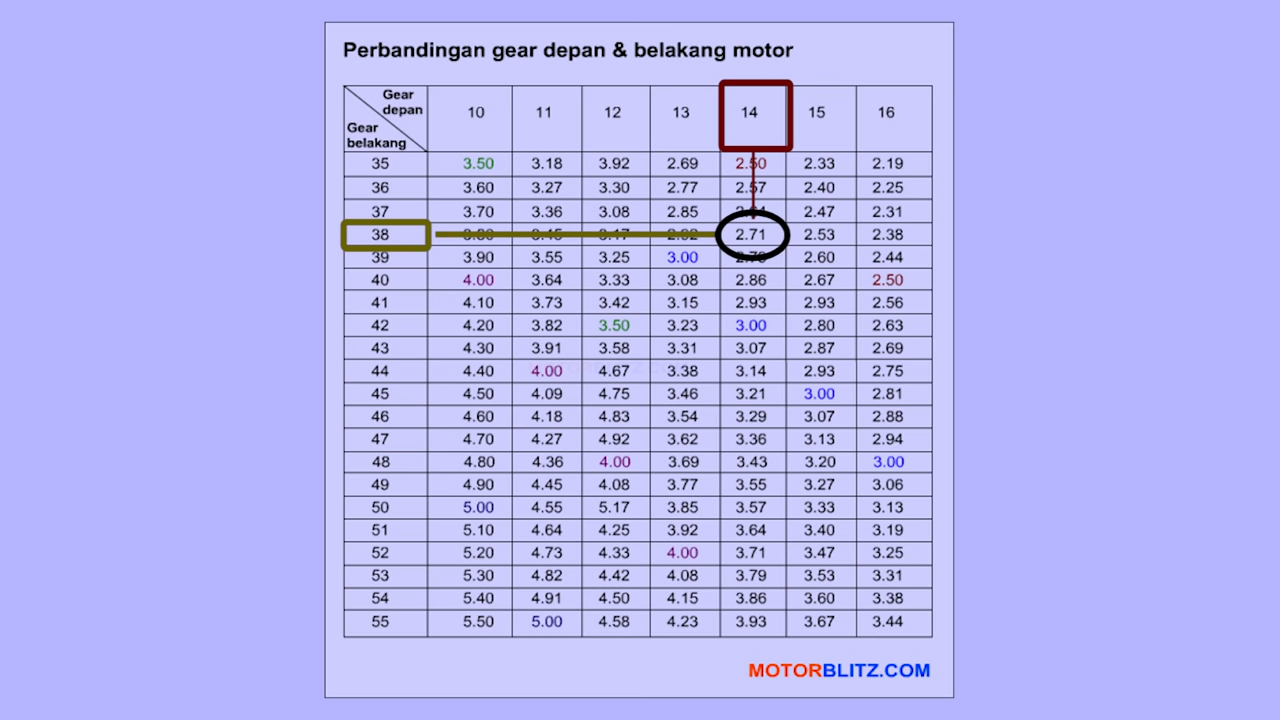 Perbandingan gear depan & belakang motor
Gear depan
Gear belakang
10 11 12 13 14 15 16
35 3.50 3.18 3.92 2.69 2.50 2.33 2.19
36 3.60 3.27 3.30 2.77 2.57 2.40 2.25
37 3.70 3.36 3.08 2.85 2.47 2.31
38 2.71 2.53 2.38
39 3.90 3.55 3.25 3.00 2.60 2.44
40 4.00 3.64 3.33 3.08 2.86 2.67 2.50
41 4.10 3.73 3.42 3.15 2.93 2.93 2.56
42 4.20 3.82 3.50 3.23 3.00 2.80 2.63
43 4.30 3.91 3.58 3.31 3.07 2.87 2.69
44 4.40 4.00 4.67 3.38 3.14 2.93 2.75
45 4.50 4.09 4.75 3.46 3.21 3.00 2.81
46 4.60 4.18 4.83 3.54 3.29 3.07 2.88
47 4.70 4.27 4.92 3.62 3.36 3.13 2.94
48 4.80 4.36 4.00 3.69 3.43 3.20 3.00
49 4.90 4.45 4.08 3.77 3.55 3.27 3.06
50 5.00 4.55 5.17 3.85 3.57 3.33 3.13
51 5.10 4.64 4.25 3.92 3.64 3.40 3.19
52 5.20 4.73 4.33 4.00 3.71 3.47 3.25
53 5.30 4.82 4.42 4.08 3.79 3.53 3.31
54 5.40 4.91 4.50 4.15 3.86 3.60 3.38
55 5.50 5.00 4.58 4.23 3.93 3.67 3.44
MOTORBLITZ.COM